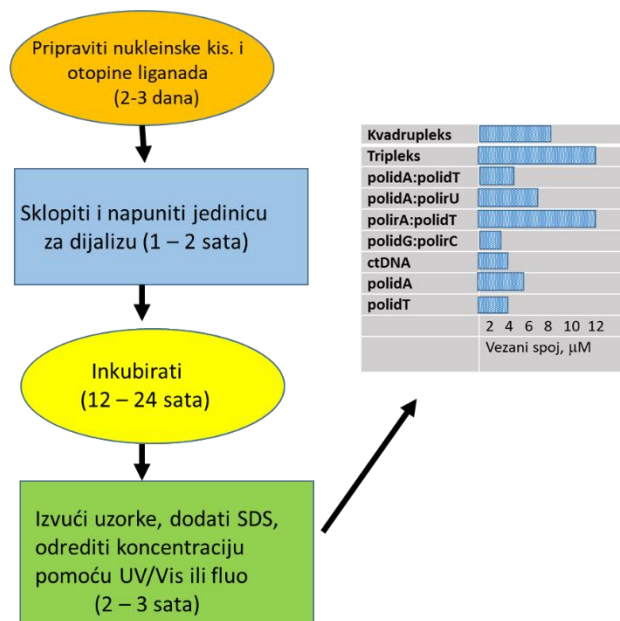 Pripraviti nukleinske kis. i
otopine liganada
(2-3 dana)
Sklopiti i napuniti jedinicu
za dijalizu (1 – 2 sata)
Inkubirati
(12 – 24 sata)
Izvući uzorke, dodati SDS,
odrediti koncentraciju
pomoću UV/Vis ili fluo
(2 – 3 sata)
Kvadrupleks
Tripleks
polidA:polidT
polidA:polirU
polirA:polidT
polidG:polirC
ctDNA
polidA
polidT
2 4 6 8 10 12
Vezani spoj, μM